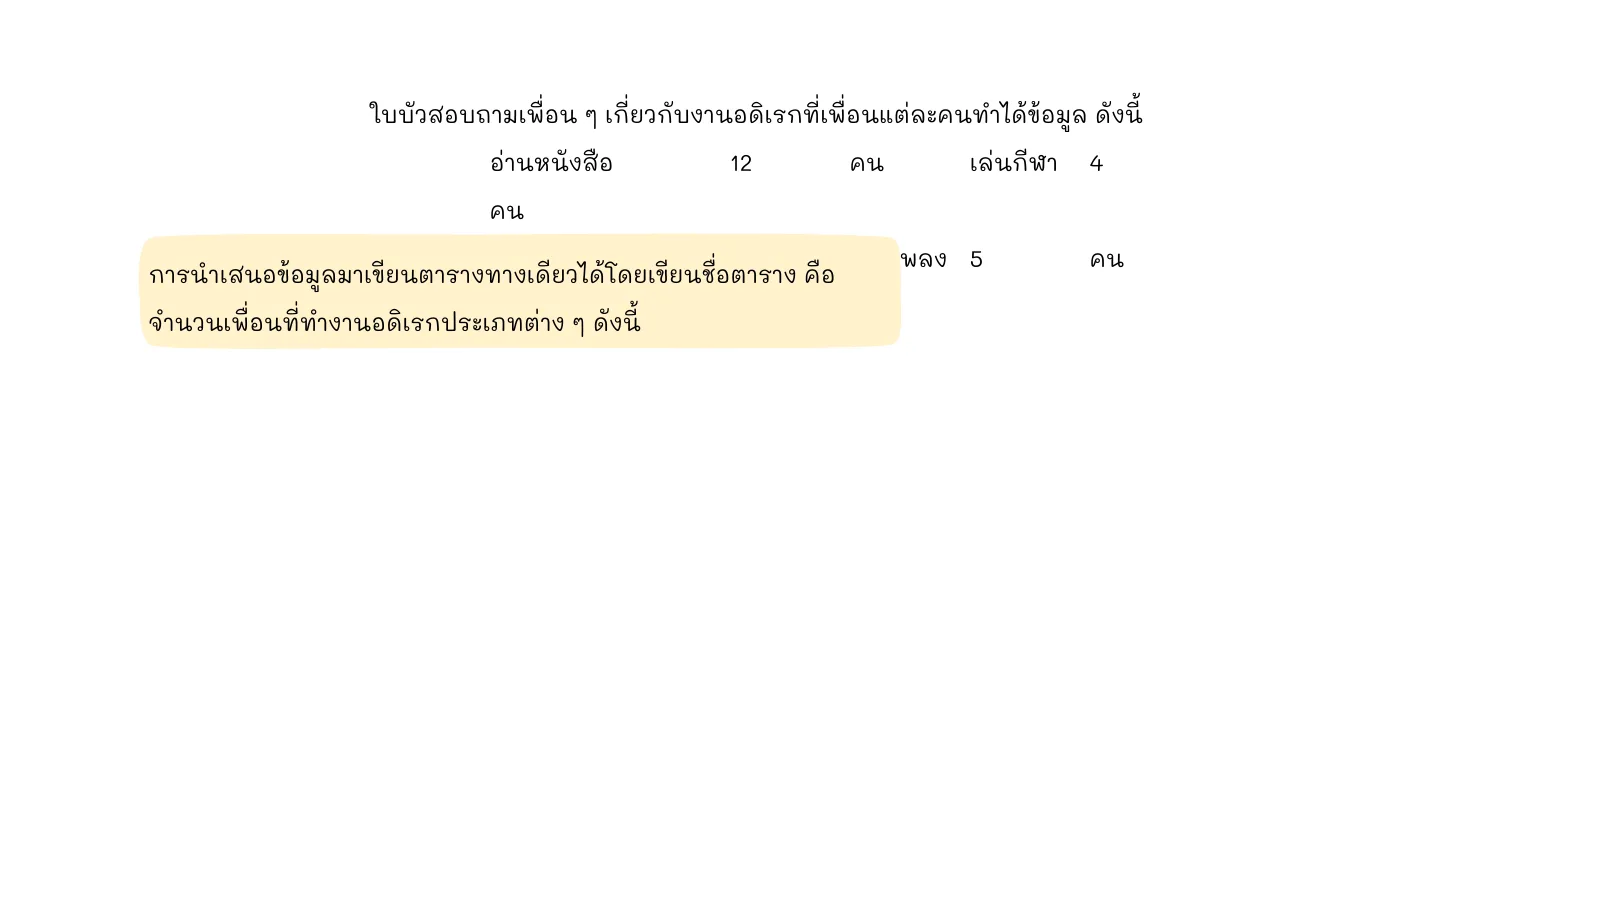 ใบบัวสอบถามเพื่อน ๆ เกี่ยวกับงานอดิเรกที่เพื่อนแต่ละคนทำได้ข้อมูล ดังนี้
อ่านหนังสือ 12 คน เล่นกีฬา 4
คน
พลง 5 คน
การนำเสนอข้อมูลมาเขียนตารางทางเดียวได้โดยเขียนชื่อตาราง คือ
จำนวนเพื่อนที่ทำงานอดิเรกประเภทต่าง ๆ ดังนี้